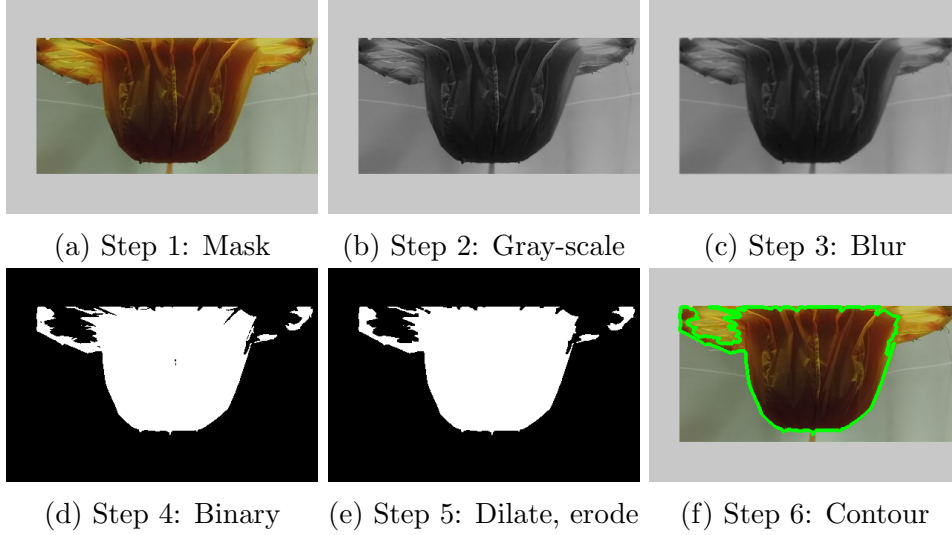 (a) Step 1: Mask
(b) Step 2: Gray-scale
(c) Step 3: Blur
(d) Step 4: Binary
(e) Step 5: Dilate, erode
(f) Step 6: Contour